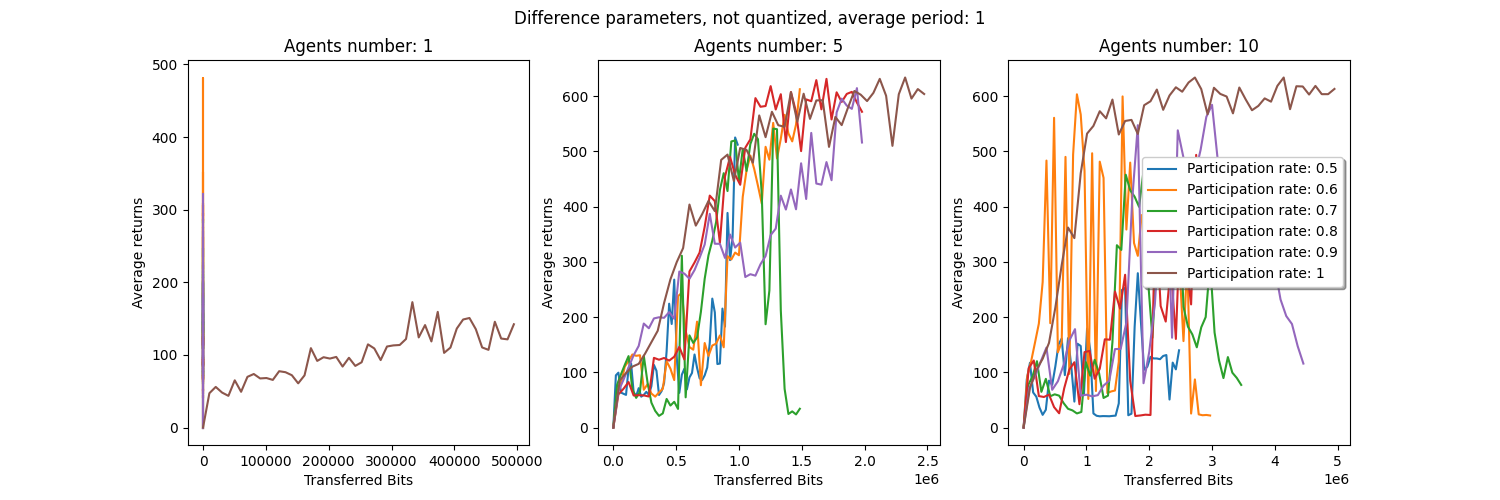 Difference parameters, not quantized, average period: 1
Agents number: 1
Average returns
500
400
300
200
100
0
0
100000
200000
300000
400000
500000
Transferred Bits
Agents number: 5
Average returns
600
500
400
300
200
100
0
0.0
0.5
1.0
1.5
2.0
2.5
1e6
Transferred Bits
Agents number: 10
Average returns
600
500
400
300
200
100
0
0
1
2
3
4
5
1e6
Transferred Bits
Participation rate: 0.5
Participation rate: 0.6
Participation rate: 0.7
Participation rate: 0.8
Participation rate: 0.9
Participation rate: 1